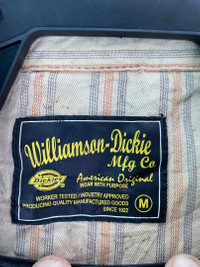 Williamson-Dickie
Mfg Co
Dickies
American Original
WEAR WITH PURPOSE
WORKER TESTED / INDUSTRY APPROVED
PRODUCING QUALITY MANUFACTURED GOODS
SINCE 1922
M